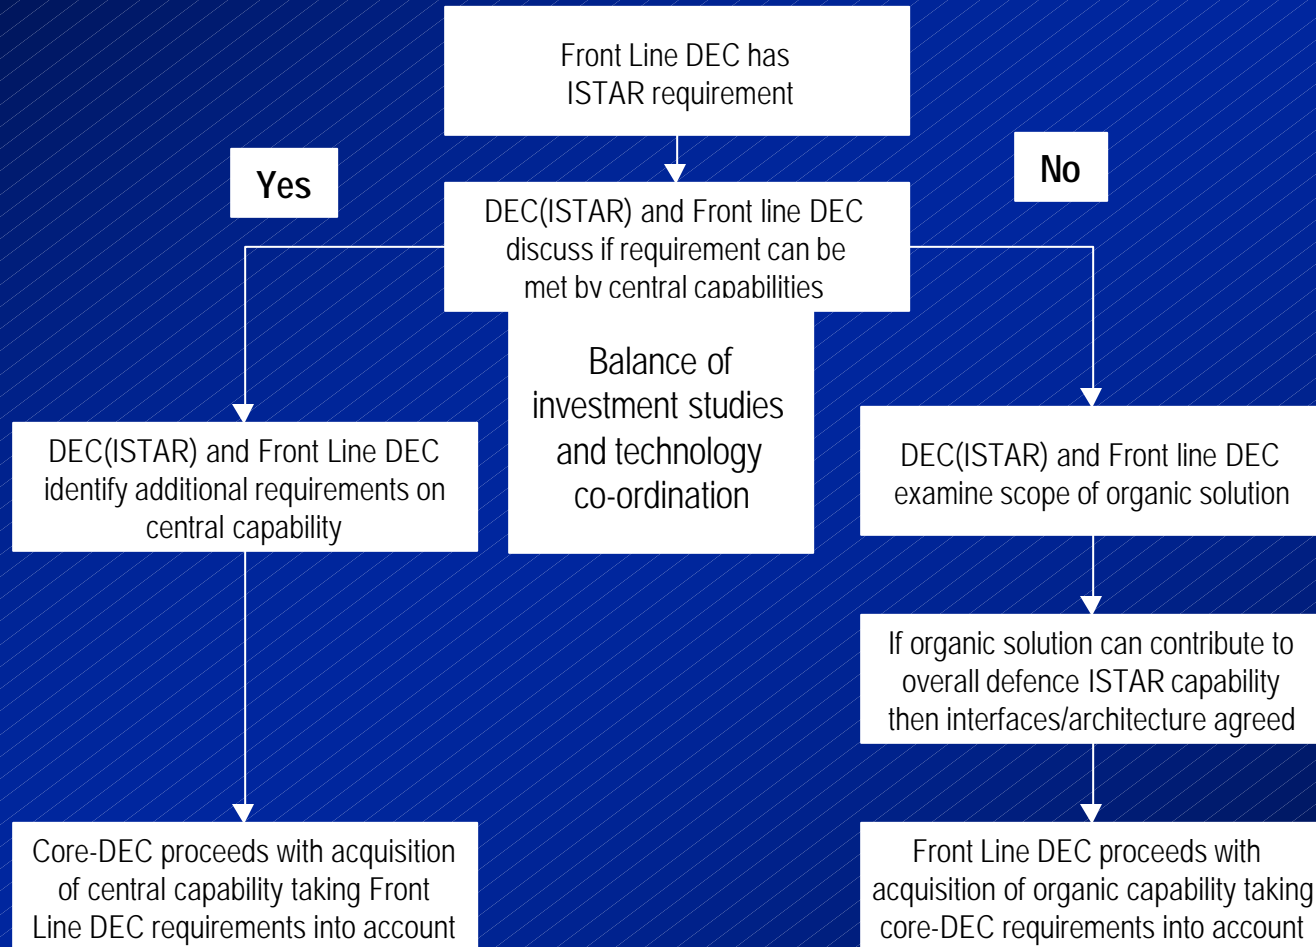 Front Line DEC has
ISTAR requirement
Yes
No
DEC(ISTAR) and Front line DEC
discuss if requirement can be
met by central capabilities
Balance of
investment studies
and technology
co-ordination
DEC(ISTAR) and Front Line DEC
identify additional requirements on
central capability
DEC(ISTAR) and Front line DEC
examine scope of organic solution
If organic solution can contribute to
overall defence ISTAR capability
then interfaces/architecture agreed
Core-DEC proceeds with acquisition
of central capability taking Front
Line DEC requirements into account
Front Line DEC proceeds with
acquisition of organic capability taking
core-DEC requirements into account